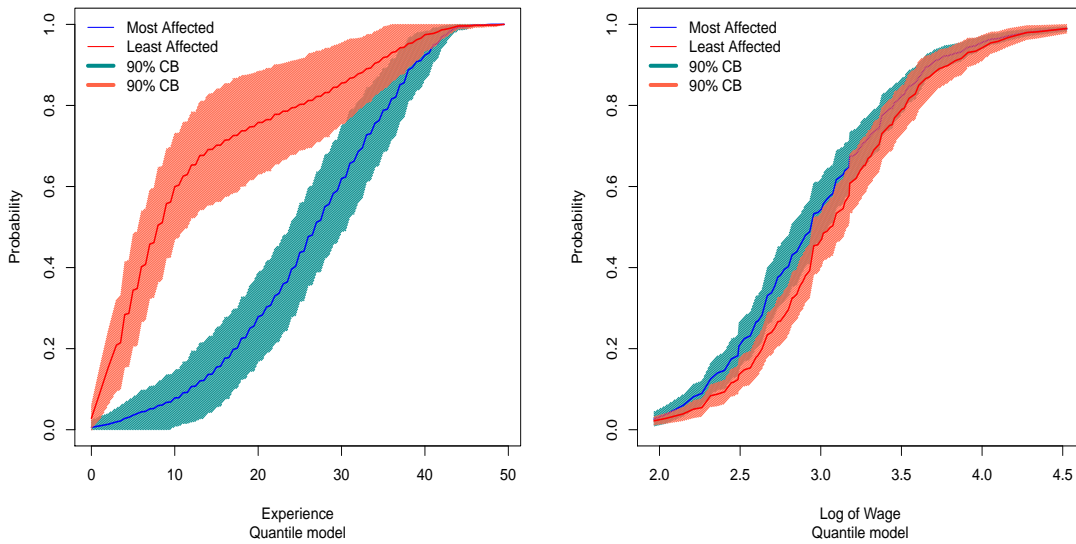 Most Affected
Least Affected
90% CB
90% CB
Probability
1.0
0.8
0.6
0.4
0.2
0.0
0 10 20 30 40 50
Experience
Quantile model
Most Affected
Least Affected
90% CB
90% CB
Probability
1.0
0.8
0.6
0.4
0.2
0.0
2.0 2.5 3.0 3.5 4.0 4.5
Log of Wage
Quantile model